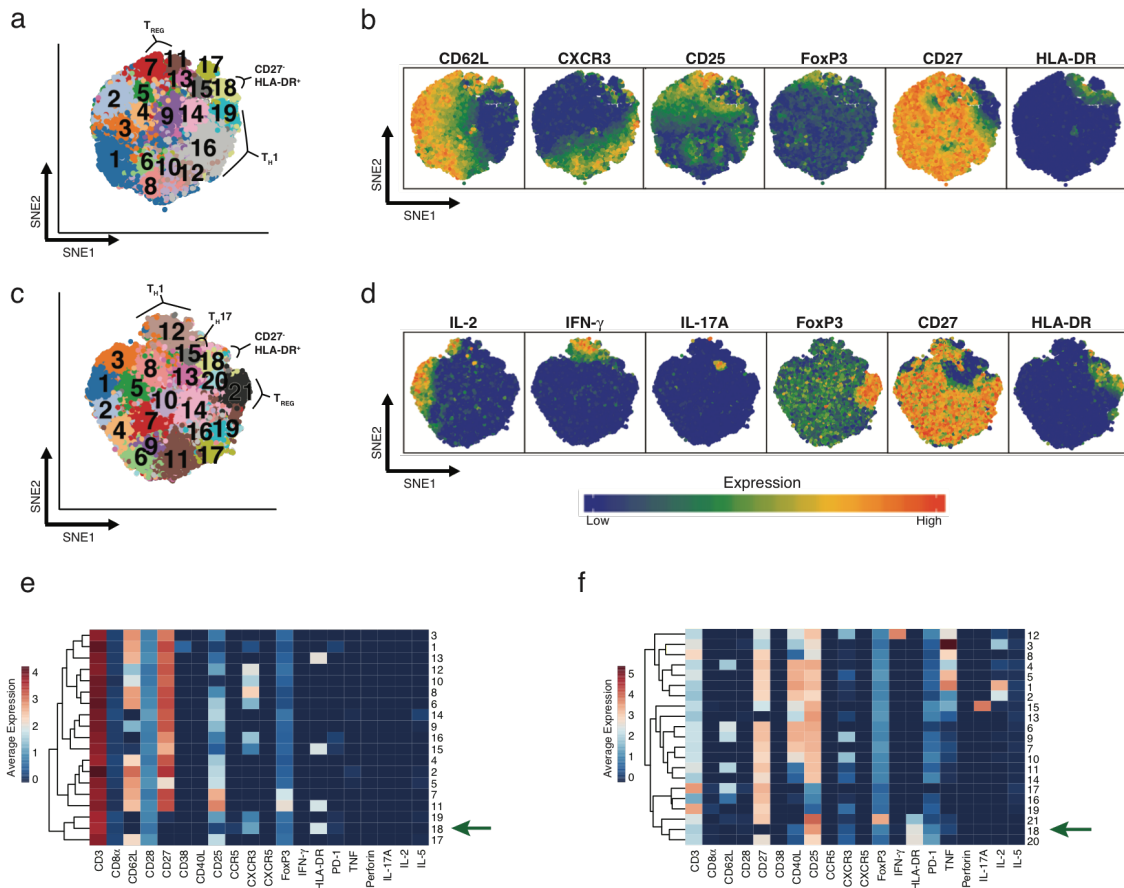 a
b
T REG
11
17
7
13
CD27-
HLA-DR+
2
5
15
18
4
9
14
19
3
1
6
16
TH1
10
12
8
SNE2
SNE1
CD62L CXCR3 CD25 FoxP3 CD27 HLA-DR
SNE2
SNE1
c
d
TH1
TH17
12
CD27-
HLA-DR+
3
15
18
8
1
5
13
20
21
TREG
2
10
14
4
7
16
19
9
6
11
17
SNE2
SNE1
IL-2 IFN-γ IL-17A FoxP3 CD27 HLA-DR
SNE2
SNE1
Expression
Low High
e
Average Expression
4
3
2
1
0
3
1
13
12
10
8
6
14
9
16
15
4
2
5
7
11
19
18
17
CD3 CD8α CD62L CD28 CD27 CD38 CD40L CD25 CCR5 CXCR3 CXCR5 FoxP3 IFN-γ HLA-DR PD-1 TNF Perforin IL-17A IL-2 IL-5
f
Average Expression
5
4
3
2
1
0
12
3
8
4
5
1
2
15
13
6
9
7
10
11
14
17
16
19
21
18
20
CD3 CD8α CD62L CD28 CD27 CD38 CD40L CD25 CCR5 CXCR3 CXCR5 FoxP3 IFN-γ HLA-DR PD-1 TNF Perforin IL-17A IL-2 IL-5